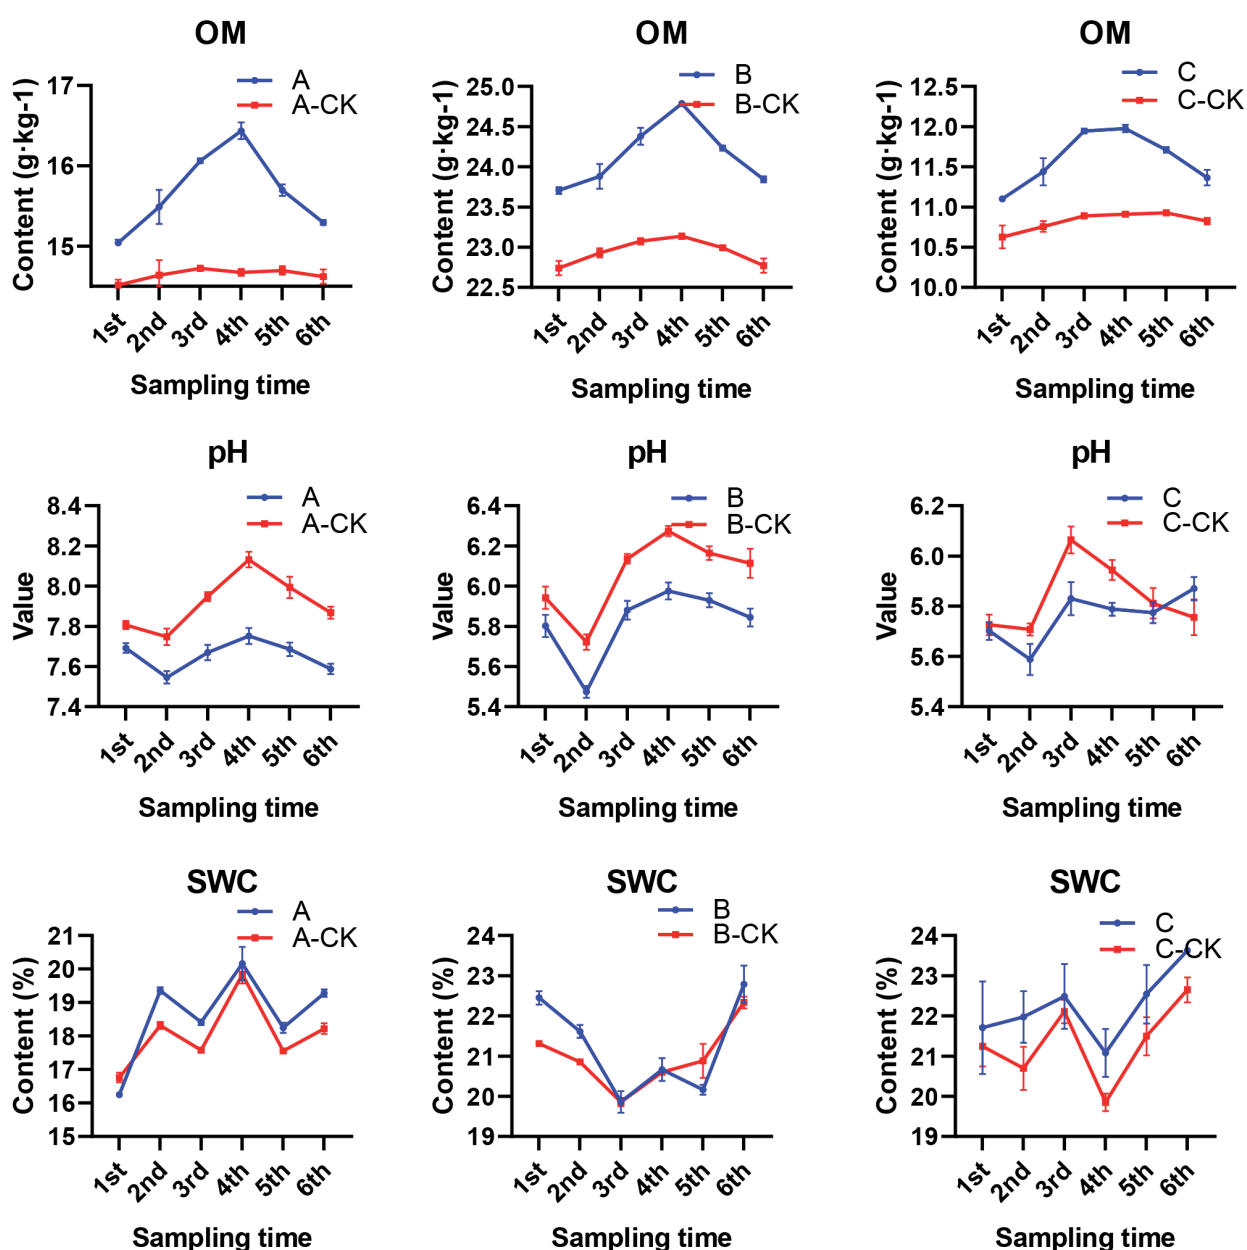 OM
A
A-CK
Content (g·kg-1)
17
16
15
1st
2nd
3rd
4th
5th
6th
Sampling time
OM
B
B-CK
Content (g·kg-1)
25.0
24.5
24.0
23.5
23.0
22.5
1st
2nd
3rd
4th
5th
6th
Sampling time
OM
C
C-CK
Content (g·kg-1)
12.5
12.0
11.5
11.0
10.5
10.0
1st
2nd
3rd
4th
5th
6th
Sampling time
pH
A
A-CK
Value
8.4
8.2
8.0
7.8
7.6
7.4
1st
2nd
3rd
4th
5th
6th
Sampling time
pH
B
B-CK
Value
6.4
6.2
6.0
5.8
5.6
5.4
1st
2nd
3rd
4th
5th
6th
Sampling time
pH
C
C-CK
Value
6.2
6.0
5.8
5.6
5.4
1st
2nd
3rd
4th
5th
6th
Sampling time
SWC
A
A-CK
Content (%)
21
20
19
18
17
16
15
1st
2nd
3rd
4th
5th
6th
Sampling time
SWC
B
B-CK
Content (%)
24
23
22
21
20
19
1st
2nd
3rd
4th
5th
6th
Sampling time
SWC
C
C-CK
Content (%)
24
23
22
21
20
19
1st
2nd
3rd
4th
5th
6th
Sampling time